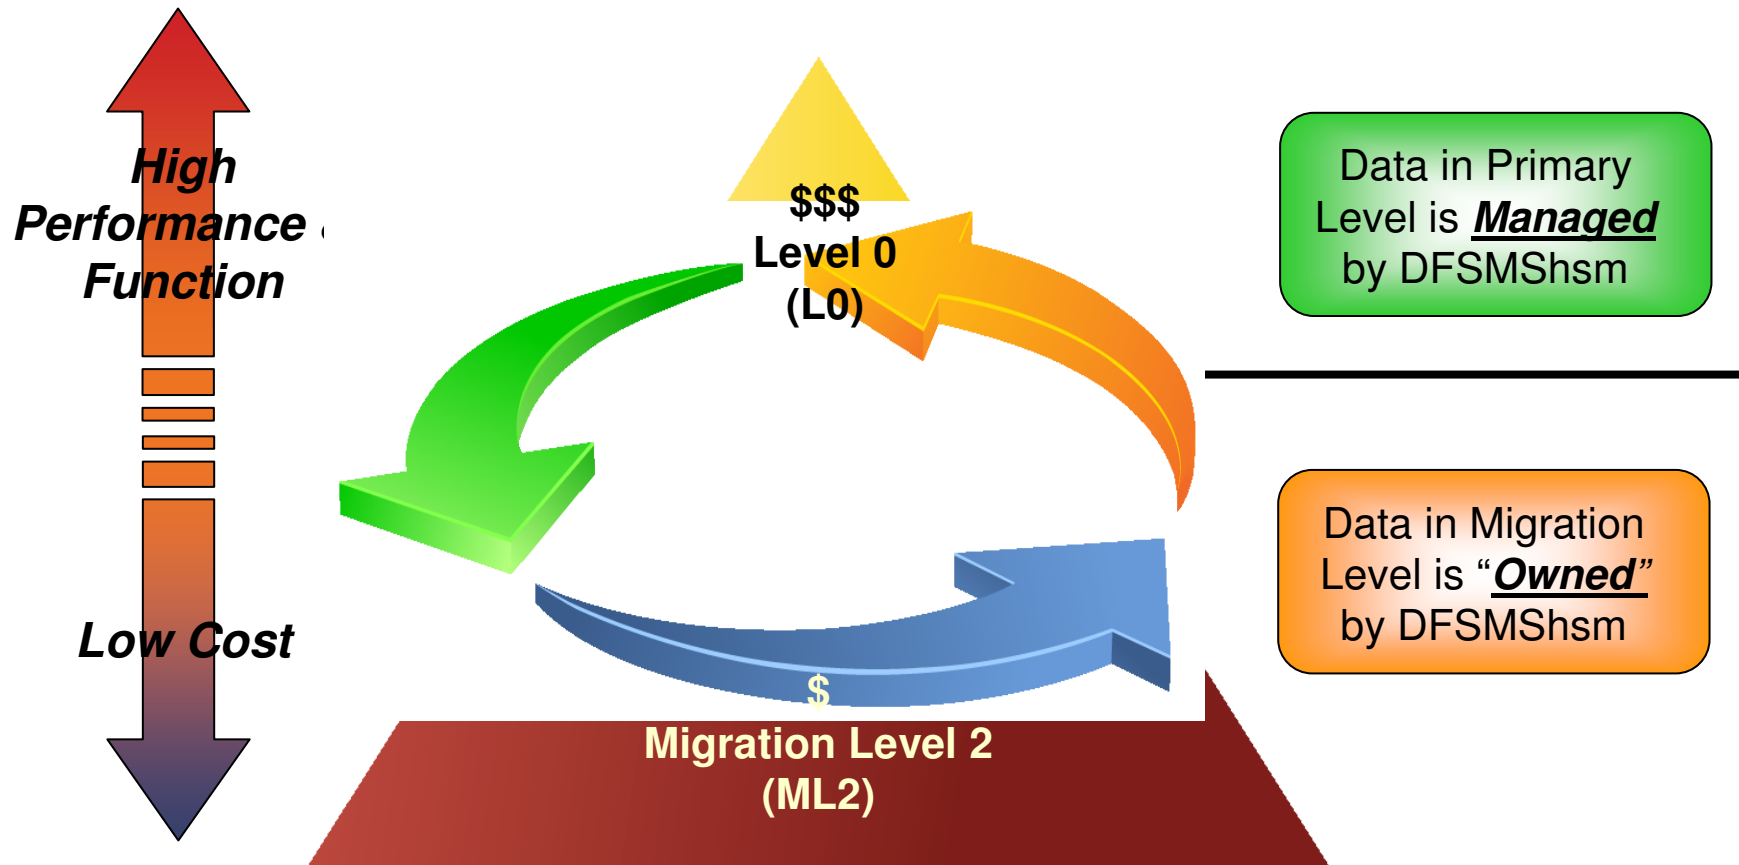 High
Performance
Function
Low Cost
$$$
Level 0
(L0)
$
Migration Level 2
(ML2)
Data in Primary
Level is Managed
by DFSMShsm
Data in Migration
Level is “Owned”
by DFSMShsm